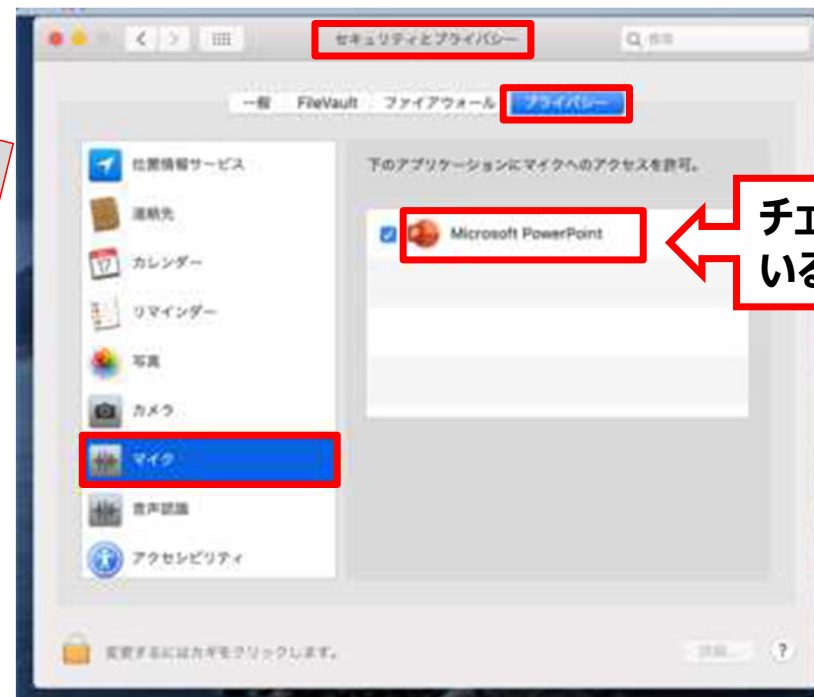 セキュリティとプライバシー
検索
一般 FileVault ファイアウォール プライバシー
位置情報サービス
下のアプリケーションにマイクへのアクセスを許可。
連絡先
Microsoft PowerPoint
チェ
いる
17
カレンダー
リマインダー
写真
カメラ
マイク
音声認識
アクセシビリティ
変更するにはカギをクリックします。
詳細...
?